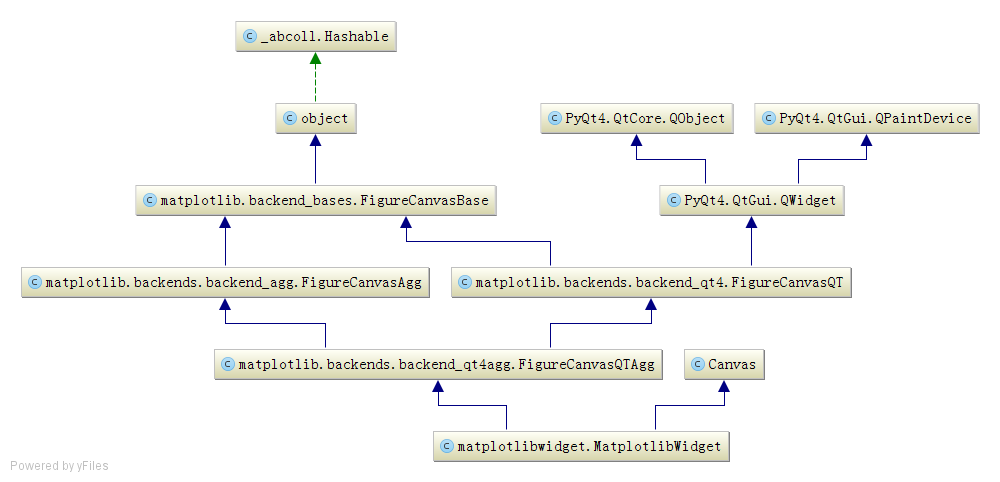 _abcoll.Hashable
object
PyQt4.QtCore.QObject
PyQt4.QtGui.QPaintDevice
matplotlib.backend_bases.FigureCanvasBase
PyQt4.QtGui.QWidget
matplotlib.backends.backend_agg.FigureCanvasAgg
matplotlib.backends.backend_qt4.FigureCanvasQT
matplotlib.backends.backend_qt4agg.FigureCanvasQTAgg
Canvas
matplotlibwidget.MatplotlibWidget
Powered by yFiles